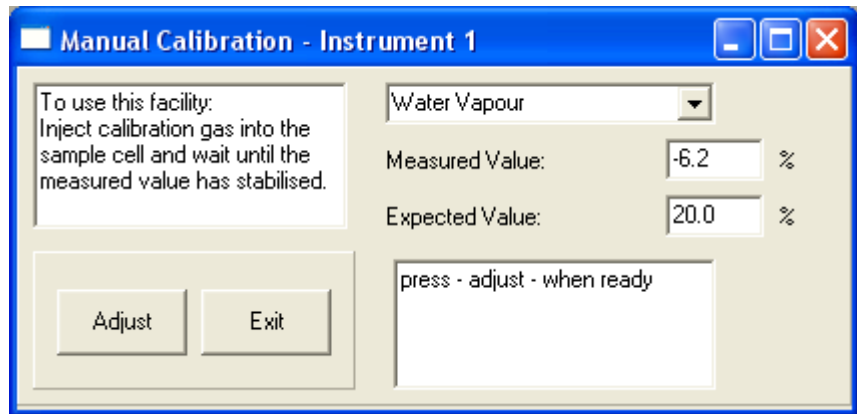 Manual Calibration - Instrument 1
To use this facility:
Inject calibration gas into the
sample cell and wait until the
measured value has stabilised.
Water Vapour
Measured Value: -6.2 %
Expected Value: 20.0 %
press - adjust - when ready
Adjust Exit